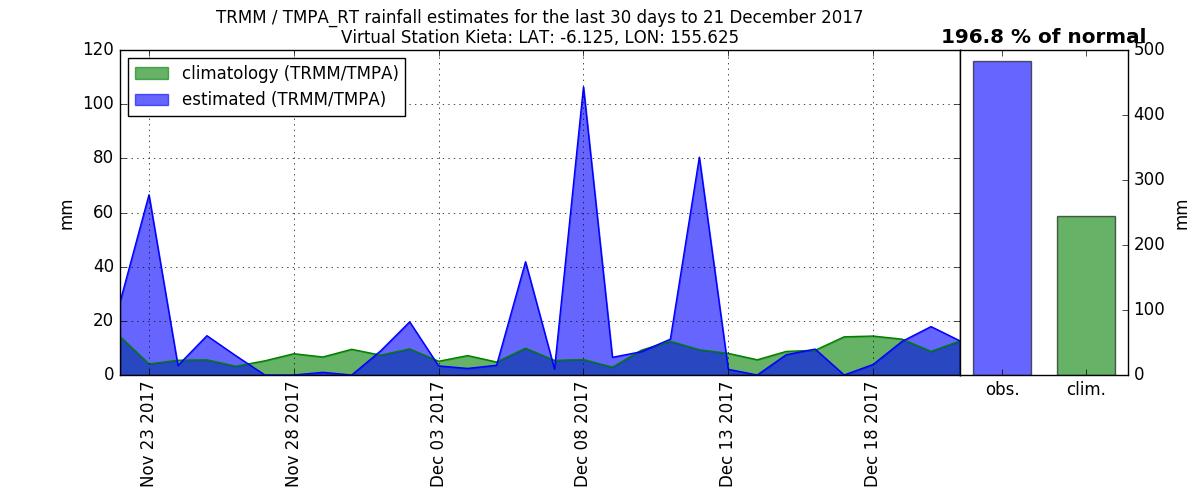 TRMM / TMPA_RT rainfall estimates for the last 30 days to 21 December 2017
Virtual Station Kieta: LAT: -6.125, LON: 155.625
196.8 % of normal
climatology (TRMM/TMPA)
estimated (TRMM/TMPA)
120
100
80
60
40
20
0
mm
Nov 23 2017
Nov 28 2017
Dec 03 2017
Dec 08 2017
Dec 13 2017
Dec 18 2017
500
400
300
200
100
0
mm
obs.
clim.